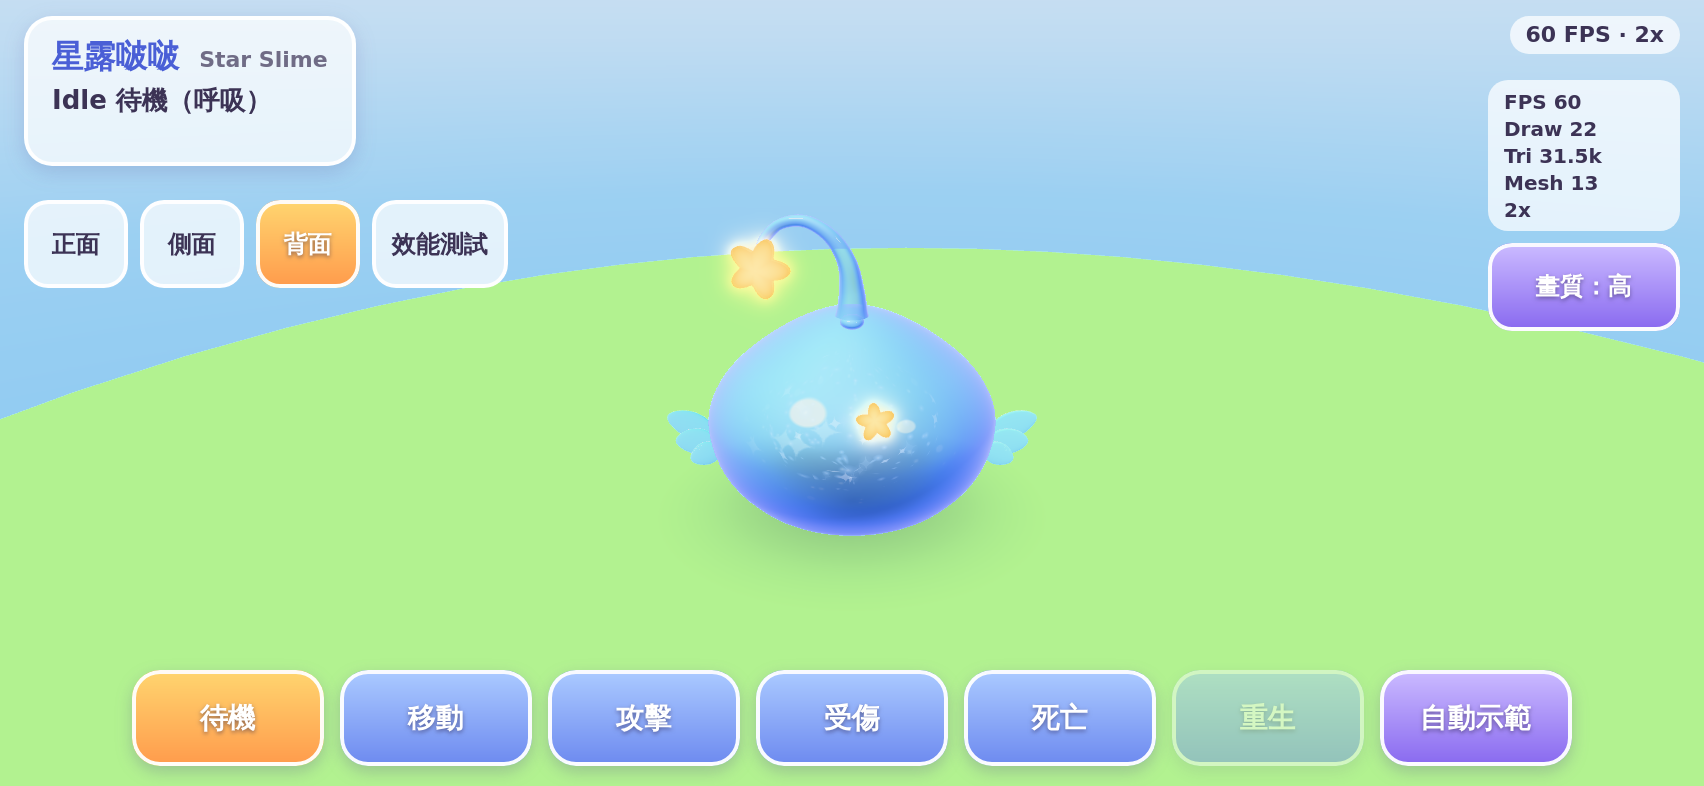 星露啵啵 Star Slime
Idle 待機（呼吸）
60 FPS · 2x
FPS 60
Draw 22
Tri 31.5k
Mesh 13
2x
正面
側面
背面
效能測試
畫質：高
待機
移動
攻擊
受傷
死亡
重生
自動示範